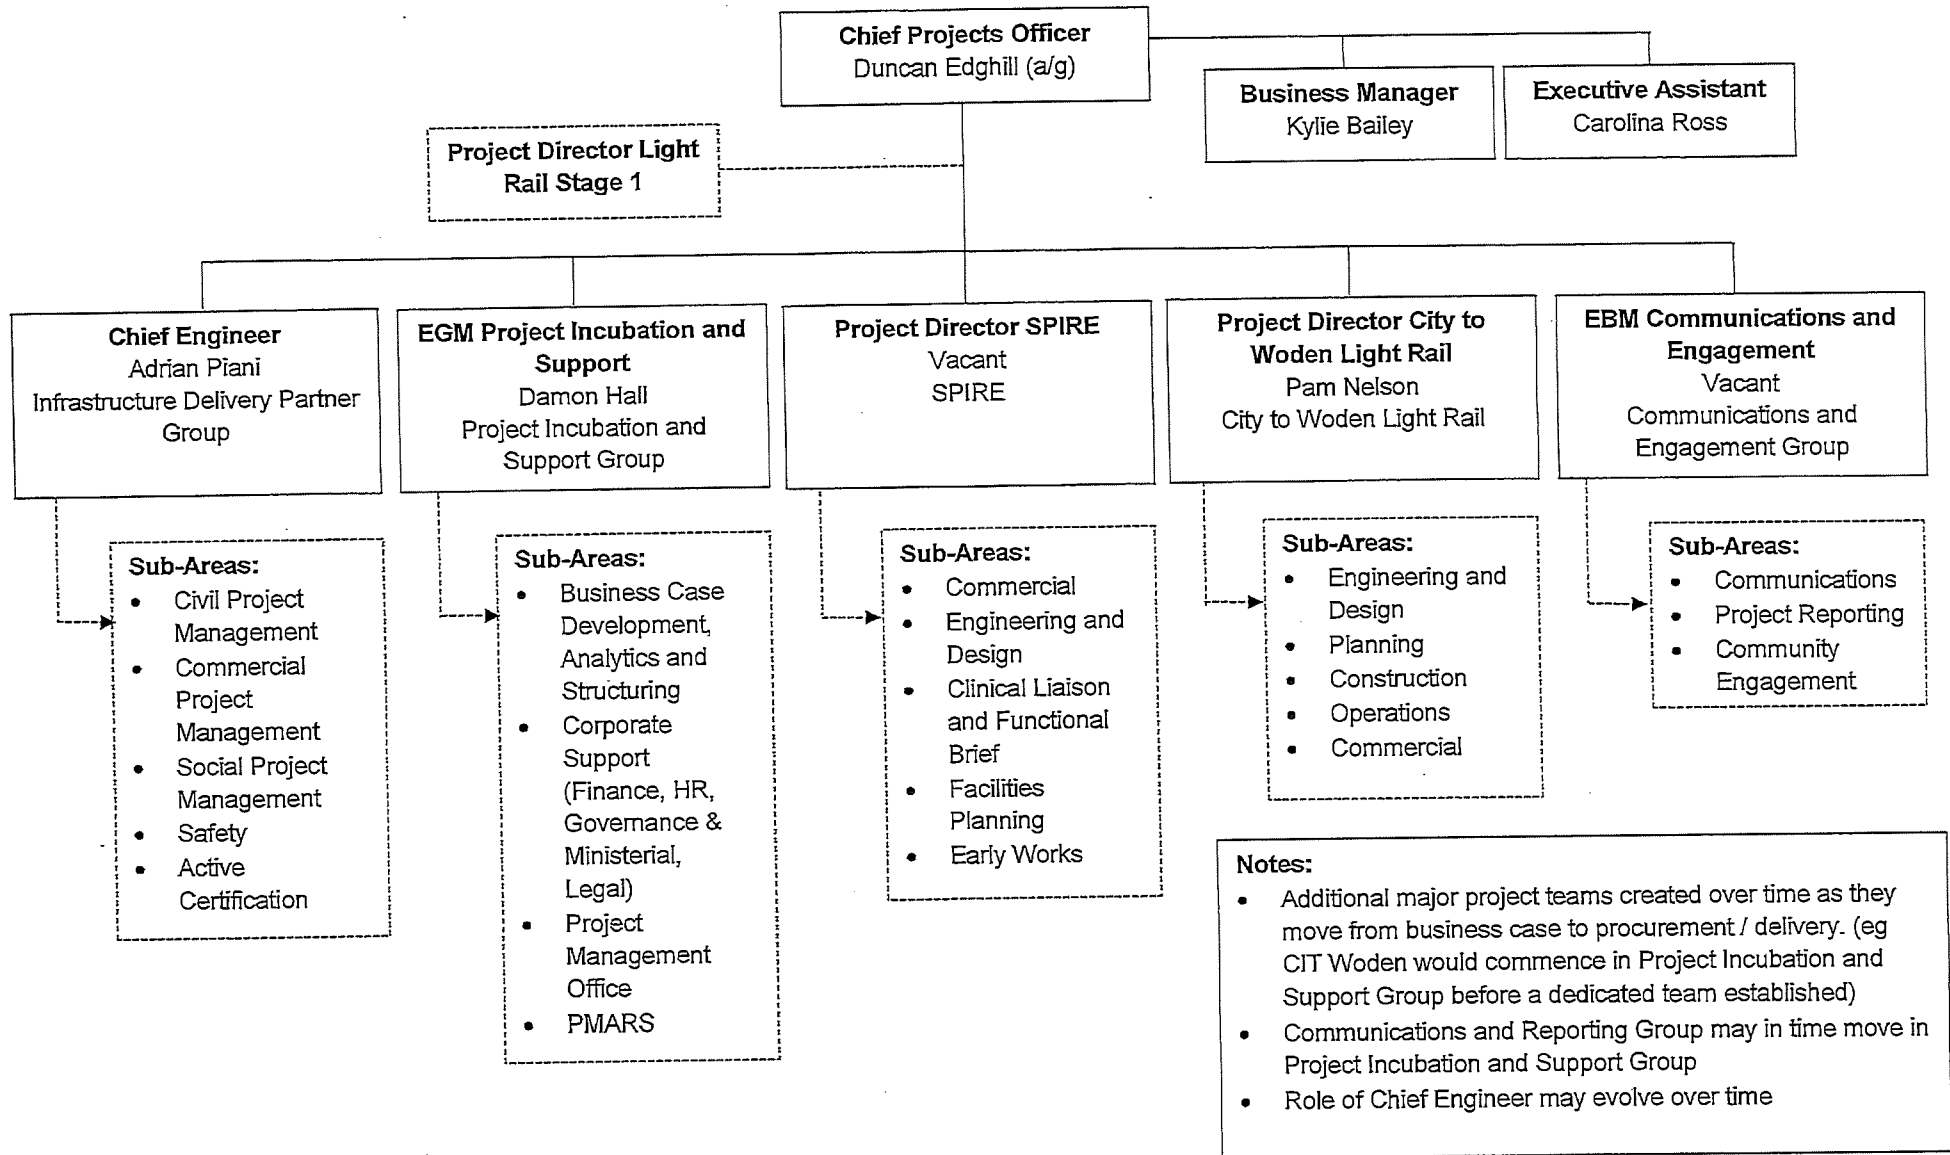 Chief Projects Officer
Duncan Edghill (a/g)
Business Manager
Kylie Bailey
Executive Assistant
Carolina Ross
Project Director Light
Rail Stage 1
Chief Engineer
Adrian Piani
Infrastructure Delivery Partner
Group
EGM Project Incubation and
Support
Damon Hall
Project Incubation and
Support Group
Project Director SPIRE
Vacant
SPIRE
Project Director City to
Woden Light Rail
Pam Nelson
City to Woden Light Rail
EBM Communications and
Engagement
Vacant
Communications and
Engagement Group
Sub-Areas:
• Civil Project
Management
• Commercial
Project
Management
• Social Project
Management
• Safety
• Active
Certification
Sub-Areas:
• Business Case
Development,
Analytics and
Structuring
• Corporate
Support
(Finance, HR,
Governance &
Ministerial,
Legal)
• Project
Management
Office
• PMARS
Sub-Areas:
• Commercial
• Engineering and
Design
• Clinical Liaison
and Functional
Brief
• Facilities
Planning
• Early Works
Sub-Areas:
• Engineering and
Design
• Planning
• Construction
• Operations
• Commercial
Sub-Areas:
• Communications
• Project Reporting
• Community
Engagement
Notes:
• Additional major project teams created over time as they
move from business case to procurement / delivery. (eg
CIT Woden would commence in Project Incubation and
Support Group before a dedicated team established)
• Communications and Reporting Group may in time move in
Project Incubation and Support Group
• Role of Chief Engineer may evolve over time